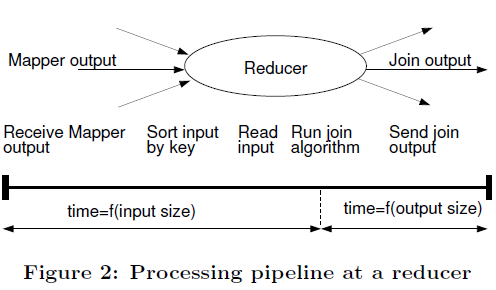 Mapper output
Reducer
Join output
Receive Mapper output
Sort input by key
Read input
Run join algorithm
Send join output
time=f(input size)
time=f(output size)
Figure 2: Processing pipeline at a reducer